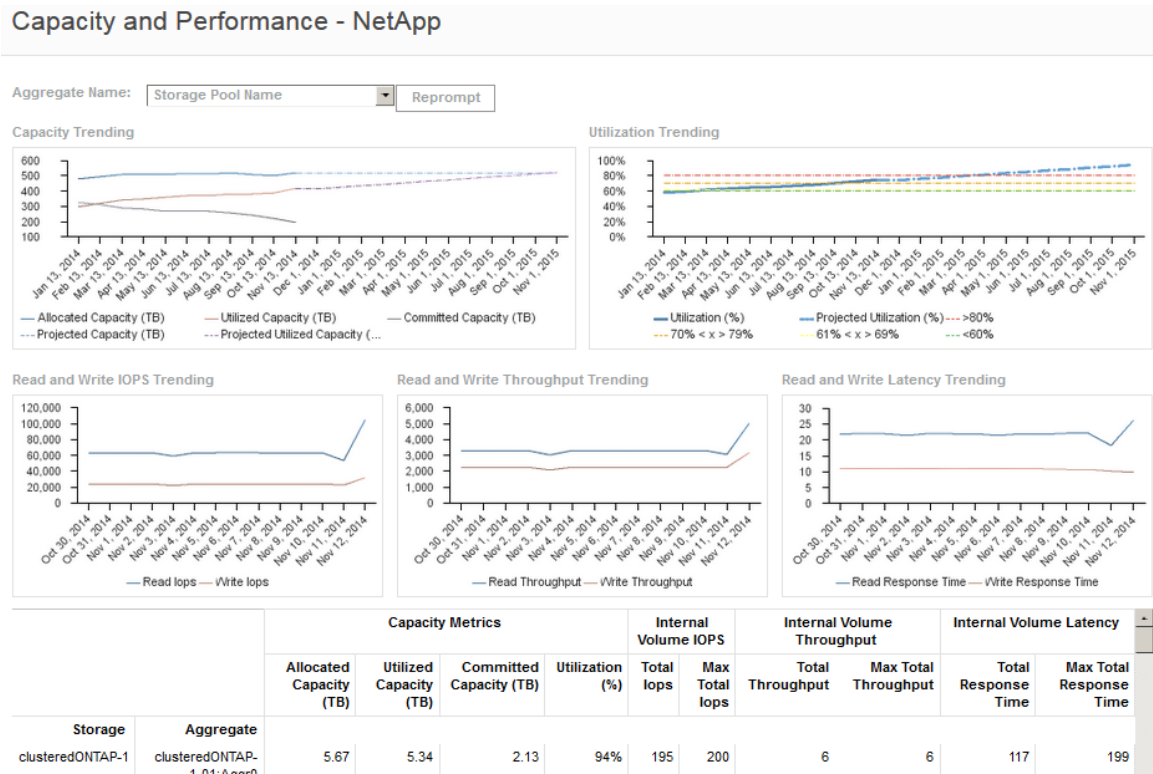 Capacity and Performance - NetApp
Aggregate Name: Storage Pool Name Reprompt
Capacity Trending
600
500
400
300
200
100
Jan 13, 2014 Feb 13, 2014 Mar 13, 2014 Apr 13, 2014 May 13, 2014 Jun 13, 2014 Jul 13, 2014 Aug 13, 2014 Sep 13, 2014 Oct 13, 2014 Nov 13, 2014 Dec 1, 2014 Jan 1, 2015 Feb 1, 2015 Mar 1, 2015 Apr 1, 2015 May 1, 2015 Jun 1, 2015 Jul 1, 2015 Aug 1, 2015 Sep 1, 2015 Oct 1, 2015 Nov 1, 2015
Allocated Capacity (TB) Utilized Capacity (TB) Committed Capacity (TB)
Projected Capacity (TB) Projected Utilized Capacity (...
Utilization Trending
100%
80%
60%
40%
20%
0%
Jan 13, 2014 Feb 13, 2014 Mar 13, 2014 Apr 13, 2014 May 13, 2014 Jun 13, 2014 Jul 13, 2014 Aug 13, 2014 Sep 13, 2014 Oct 13, 2014 Nov 13, 2014 Dec 1, 2014 Jan 1, 2015 Feb 1, 2015 Mar 1, 2015 Apr 1, 2015 May 1, 2015 Jun 1, 2015 Jul 1, 2015 Aug 1, 2015 Sep 1, 2015 Oct 1, 2015 Nov 1, 2015
Utilization (%) Projected Utilization (%) >80%
70% < x > 79% 61% < x > 69% <60%
Read and Write IOPS Trending
120,000
100,000
80,000
60,000
40,000
20,000
0
Oct 30, 2014 Oct 31, 2014 Nov 1, 2014 Nov 2, 2014 Nov 3, 2014 Nov 4, 2014 Nov 5, 2014 Nov 6, 2014 Nov 7, 2014 Nov 8, 2014 Nov 9, 2014 Nov 10, 2014 Nov 11, 2014 Nov 12, 2014
Read Iops Write Iops
Read and Write Throughput Trending
6,000
5,000
4,000
3,000
2,000
1,000
0
Oct 30, 2014 Oct 31, 2014 Nov 1, 2014 Nov 2, 2014 Nov 3, 2014 Nov 4, 2014 Nov 5, 2014 Nov 6, 2014 Nov 7, 2014 Nov 8, 2014 Nov 9, 2014 Nov 10, 2014 Nov 11, 2014 Nov 12, 2014
Read Throughput Write Throughput
Read and Write Latency Trending
30
25
20
15
10
5
0
Oct 30, 2014 Oct 31, 2014 Nov 1, 2014 Nov 2, 2014 Nov 3, 2014 Nov 4, 2014 Nov 5, 2014 Nov 6, 2014 Nov 7, 2014 Nov 8, 2014 Nov 9, 2014 Nov 10, 2014 Nov 11, 2014 Nov 12, 2014
Read Response Time Write Response Time
Capacity Metrics Internal Internal Volume Internal Volume Latency
Volume IOPS Throughput
Allocated Utilized Committed Utilization Total Max Total Max Total Total Max Total
Capacity Capacity Capacity (TB) (%) Iops Total Throughput Throughput Response Response
(TB) (TB) Iops Time Time
Storage Aggregate
clusteredONTAP-1 clusteredONTAP- 5.67 5.34 2.13 94% 195 200 6 6 117 199
1-01:Aggr0